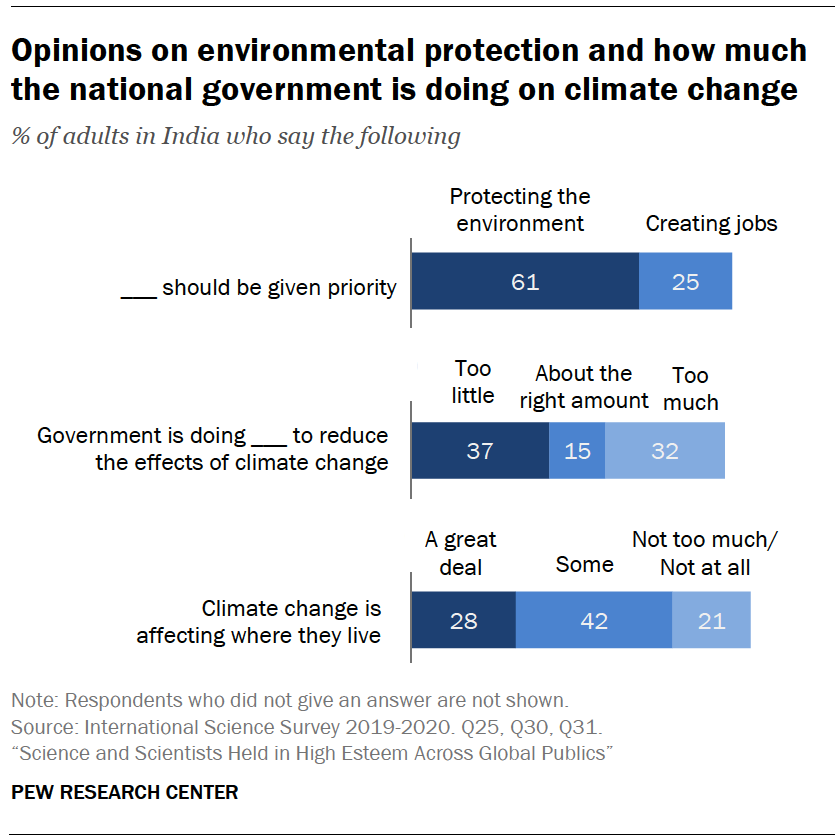 Opinions on environmental protection and how much
the national government is doing on climate change
% of adults in India who say the following
Protecting the
environment
Creating jobs
___ should be given priority
61
25
Too
little
About the
right amount
Too
much
Government is doing ___ to reduce
the effects of climate change
37
15
32
A great
deal
Some
Not too much/
Not at all
Climate change is
affecting where they live
28
42
21
Note: Respondents who did not give an answer are not shown.
Source: International Science Survey 2019-2020. Q25, Q30, Q31.
“Science and Scientists Held in High Esteem Across Global Publics”
PEW RESEARCH CENTER